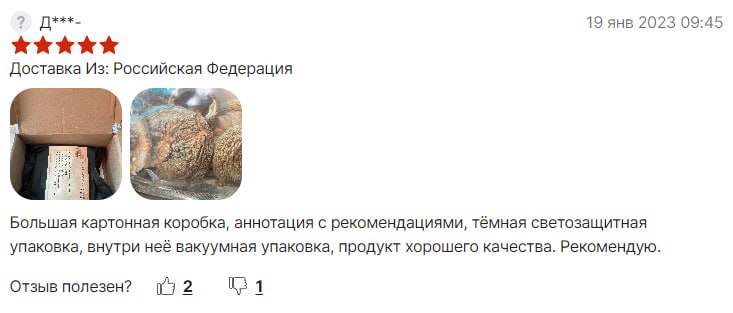 ? Д***-
19 янв 2023 09:45
Доставка Из: Российская Федерация
Большая картонная коробка, аннотация с рекомендациями, тёмная светозащитная
упаковка, внутри неё вакуумная упаковка, продукт хорошего качества. Рекомендую.
Отзыв полезен? 2 1